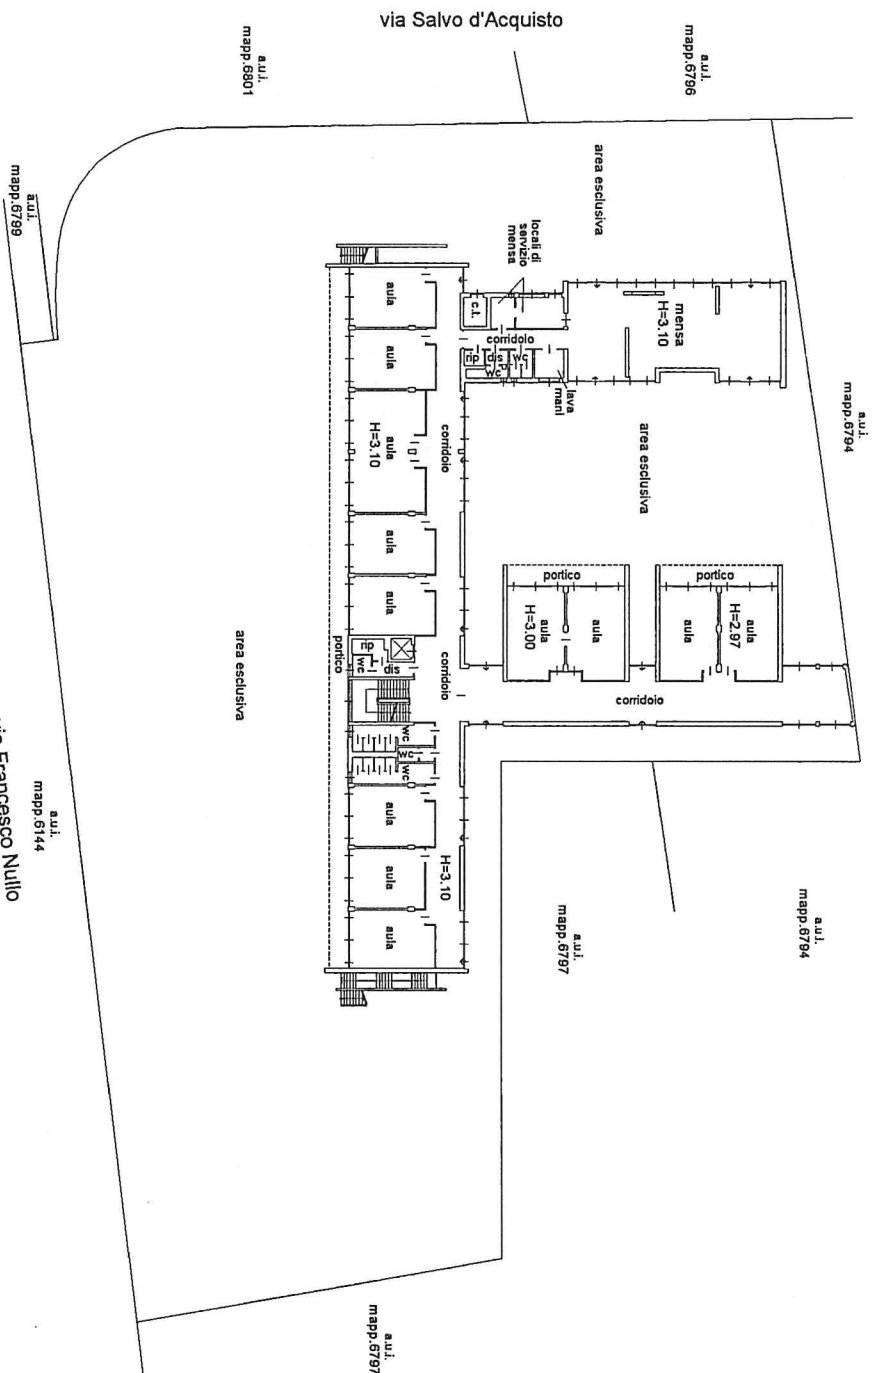 via Salvo d'Acquisto
a.u.i.
mapp.6801
a.u.i.
mapp.6796
a.u.i.
mapp.6799
area esclusiva
locali di
servizio
mensa
mensa
H=3.10
c.t.
corridoio
rip
dis
wc
wc
lava
mani
a.u.i.
mapp.6794
area esclusiva
aula
aula
aula
H=3.10
corridoio
aula
aula
portico
aula
H=3.00
aula
portico
aula
aula
H=2.97
corridoio
rip
wc
dis
corridoio
portico
area esclusiva
wc
wc
wc
aula
aula
H=3.10
aula
a.u.i.
mapp.6144
via Francesco Nullo
a.u.i.
mapp.6797
a.u.i.
mapp.6794
a.u.i.
mapp.6797